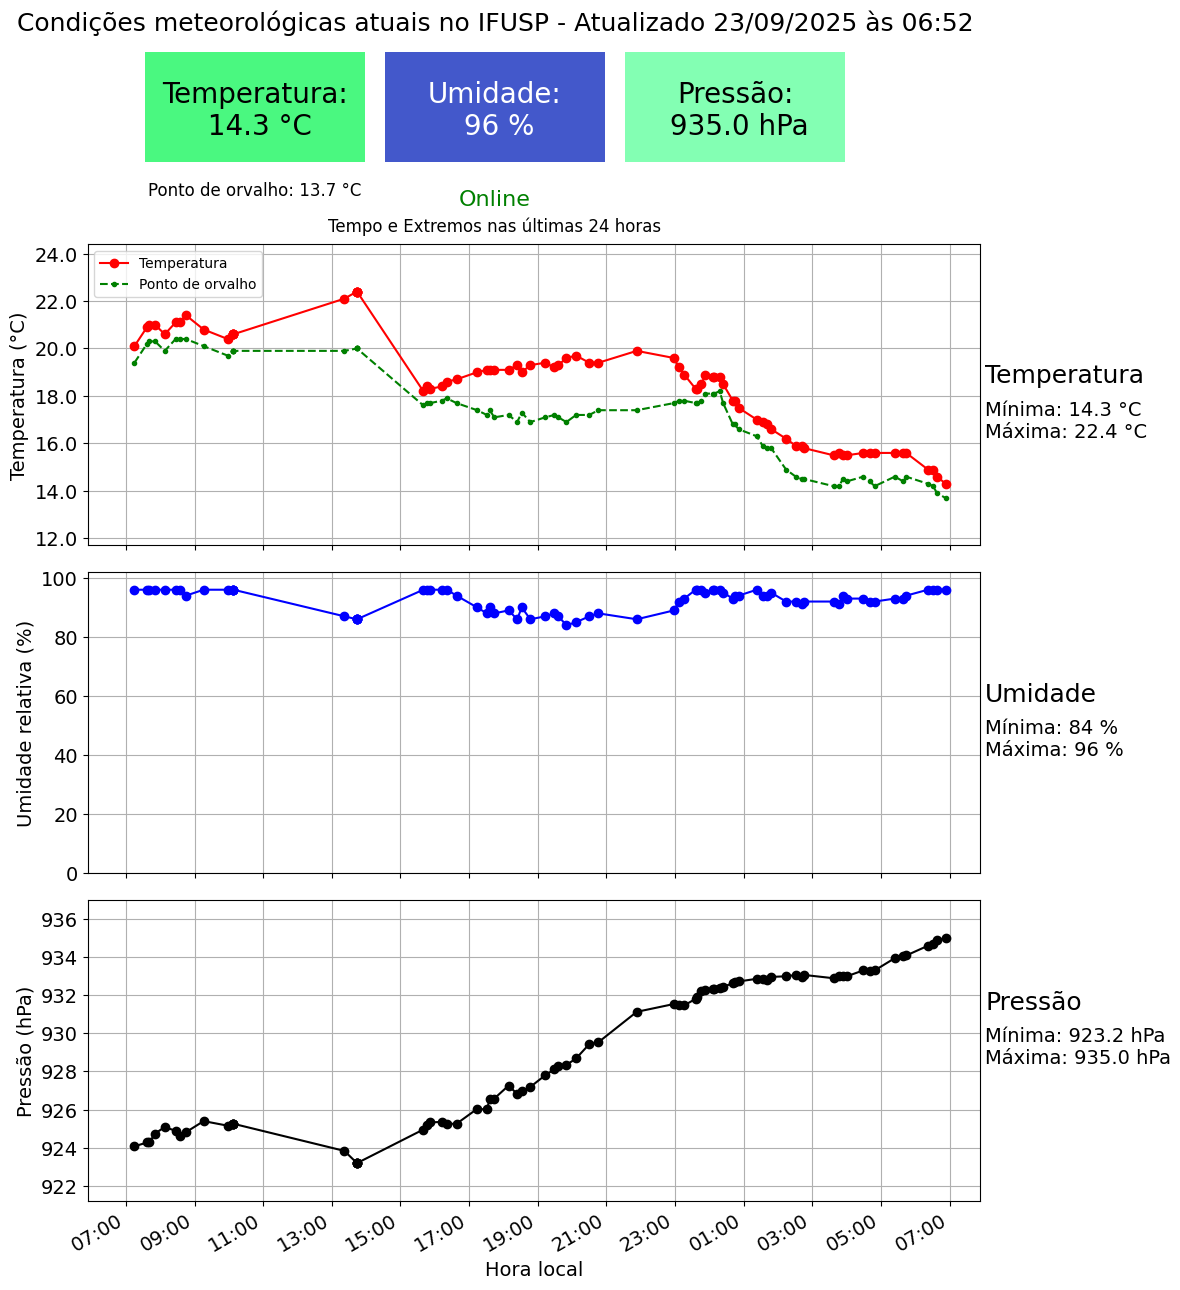 Condições meteorológicas atuais no IFUSP - Atualizado 23/09/2025 às 06:52
Temperatura:
14.3 °C
Umidade:
96 %
Pressão:
935.0 hPa
Ponto de orvalho: 13.7 °C
Online
Tempo e Extremos nas últimas 24 horas
Temperatura
Ponto de orvalho
24.0
22.0
20.0
18.0
16.0
14.0
12.0
Temperatura (°C)
Temperatura
Mínima: 14.3 °C
Máxima: 22.4 °C
100
80
60
40
20
0
Umidade relativa (%)
Umidade
Mínima: 84 %
Máxima: 96 %
936
934
932
930
928
926
924
922
Pressão (hPa)
Pressão
Mínima: 923.2 hPa
Máxima: 935.0 hPa
07:00
09:00
11:00
13:00
15:00
17:00
19:00
21:00
23:00
01:00
03:00
05:00
07:00
Hora local